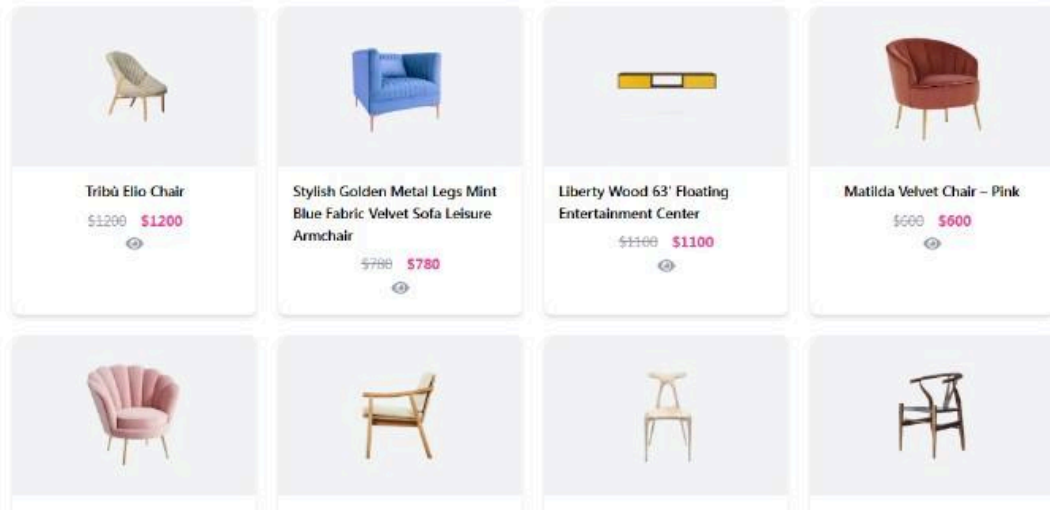 Tribù Elio Chair
$1200 $1200
Stylish Golden Metal Legs Mint
Blue Fabric Velvet Sofa Leisure
Armchair
$780 $780
Liberty Wood 63' Floating
Entertainment Center
$1100 $1100
Matilda Velvet Chair – Pink
$600 $600